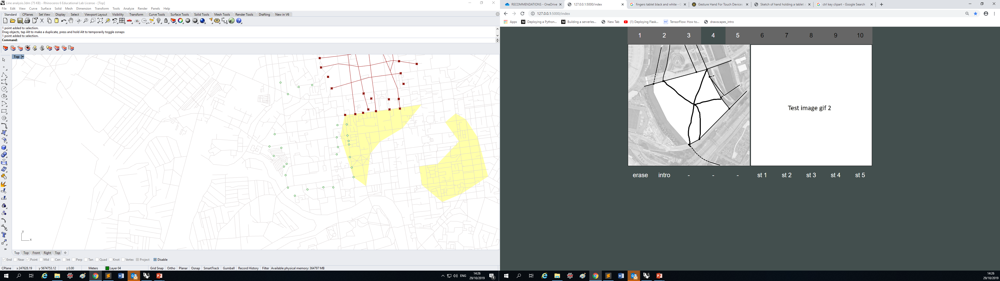 Line analysis.3dm (75 KB) - Rhinoceros 6 Educational Lab License - [Top]
File Edit View Curve Surface Solid Mesh Dimension Transform Tools Analyze Render Panels Help
Standard CPlanes Set View Display Select Viewport Layout Visibility Transform Curve Tools Surface Tools Solid Tools Mesh Tools Render Tools Drafting New in V6
1 point added to selection.
Drag objects, tap Alt to make a duplicate, press and hold Alt to temporarily toggle osnaps
1 point added to selection.
Command:
Top
y
x
Top Top Front Right Top
End Near Point Mid Cen Int Perp Tan Quad Knot Vertex Project Disable
CPlane x 247628.19 y 5674753.12 z 0.00 Meters Layer 04 Grid Snap Ortho Planar Osnap SmartTrack Gumball Record History Filter Available physical memory: 364797 MB
ENG 14:26
29/10/2019
4
RECOMMENDATIONS - OneDrive 127.0.0.1:5000/index fingers tablet black and white - Gesture Hand For Touch Devices Sketch of hand holding a tablet ctrl key clipart - Google Search
127.0.0.1:5000/index
Apps Deploying a Python... Building a serverless... New Tab (1) Deploying Flask... TensorFlow: How to... drawscapes_intro
1 2 3 4 5 6 7 8 9 10
Test image gif 2
erase intro - - - st 1 st 2 st 3 st 4 st 5
14:26
29/10/2019